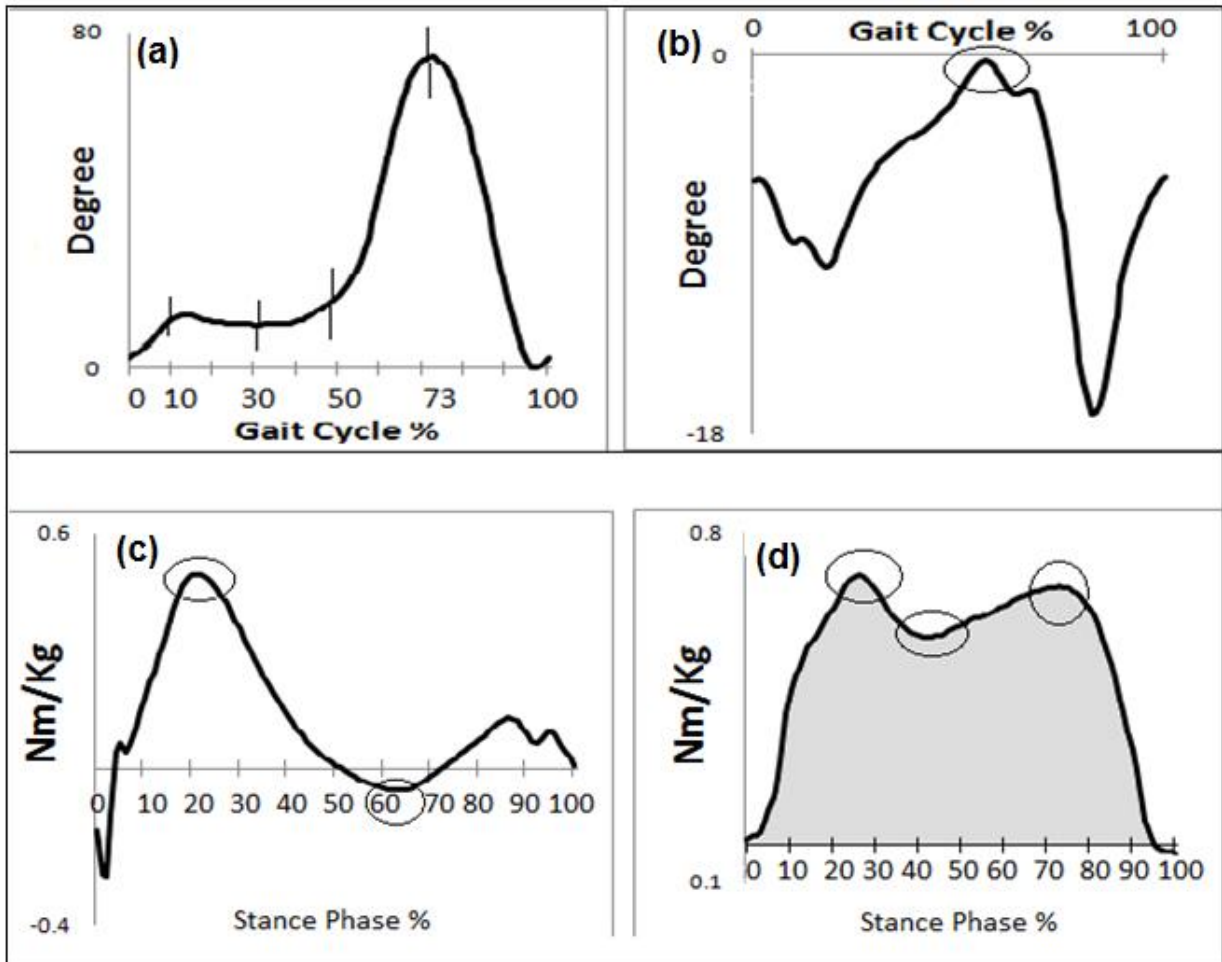 80
(a)
Degree
0
0 10 30 50 73 100
Gait Cycle %
0 Gait Cycle % 100
(b)
0
Degree
-18
0.6
(c)
Nm/Kg
0 10 20 30 40 50 60 70 80 90 100
-0.4
Stance Phase %
0.8
(d)
Nm/Kg
0 10 20 30 40 50 60 70 80 90 100
0.1
Stance Phase %